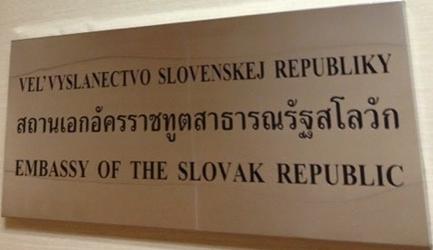 VEĽVYSLANECTVO SLOVENSKEJ REPUBLIKY
สถานเอกอัครราชทูตสาธารณรัฐสโลวัก
EMBASSY OF THE SLOVAK REPUBLIC